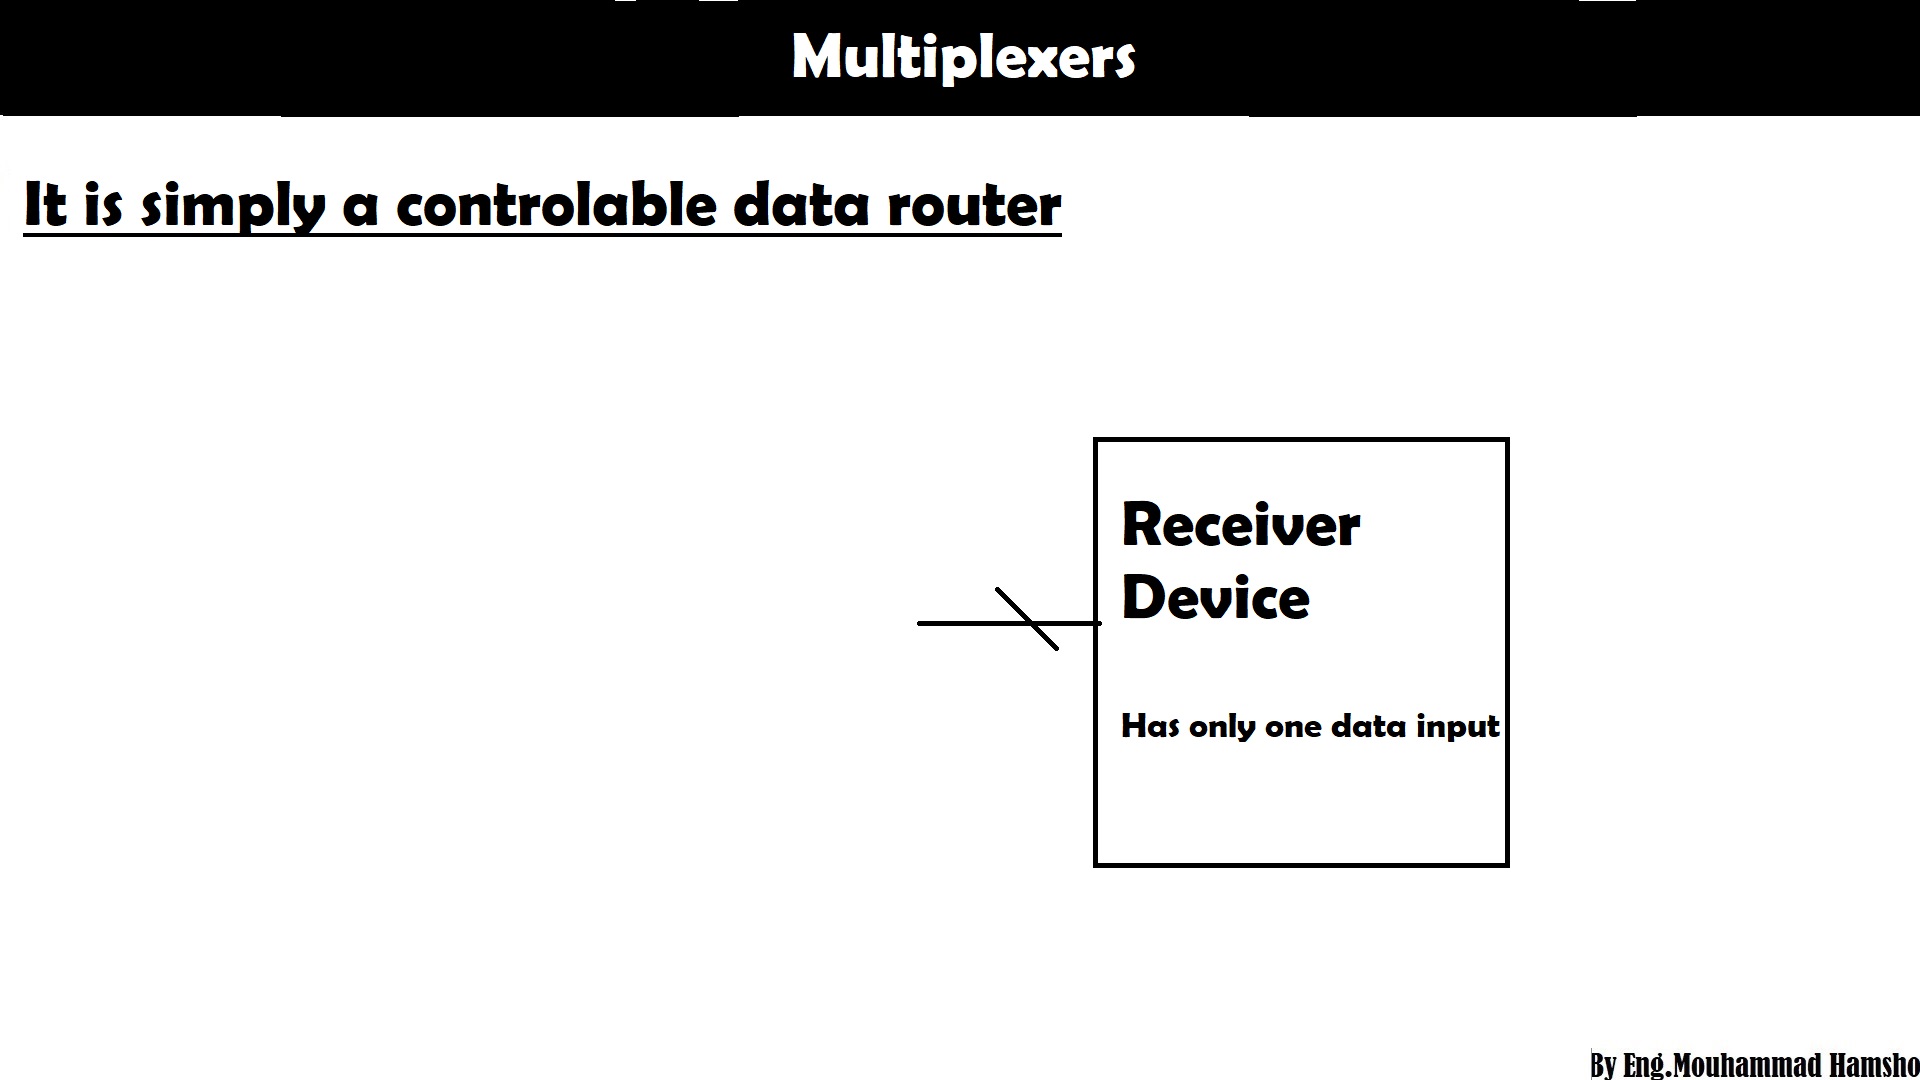 Multiplexers
It is simply a controlable data router
Receiver
Device
Has only one data input
By Eng.Mouhammad Hamsho